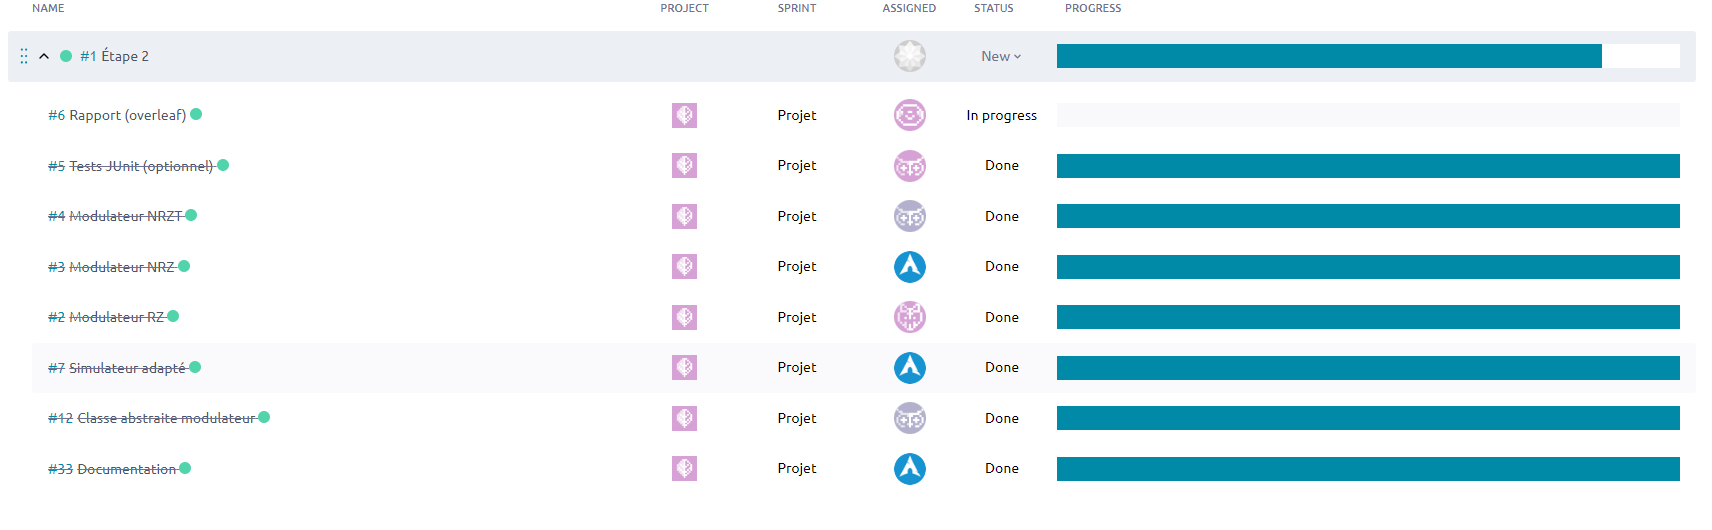 NAME PROJECT SPRINT ASSIGNED STATUS PROGRESS
#1 Étape 2 New
#6 Rapport (overleaf) Projet In progress
#5 Tests JUnit (optionnel) Projet Done
#4 Modulateur NRZT Projet Done
#3 Modulateur NRZ Projet Done
#2 Modulateur RZ Projet Done
#7 Simulateur adapté Projet Done
#12 Classe abstraite modulateur Projet Done
#33 Documentation Projet Done